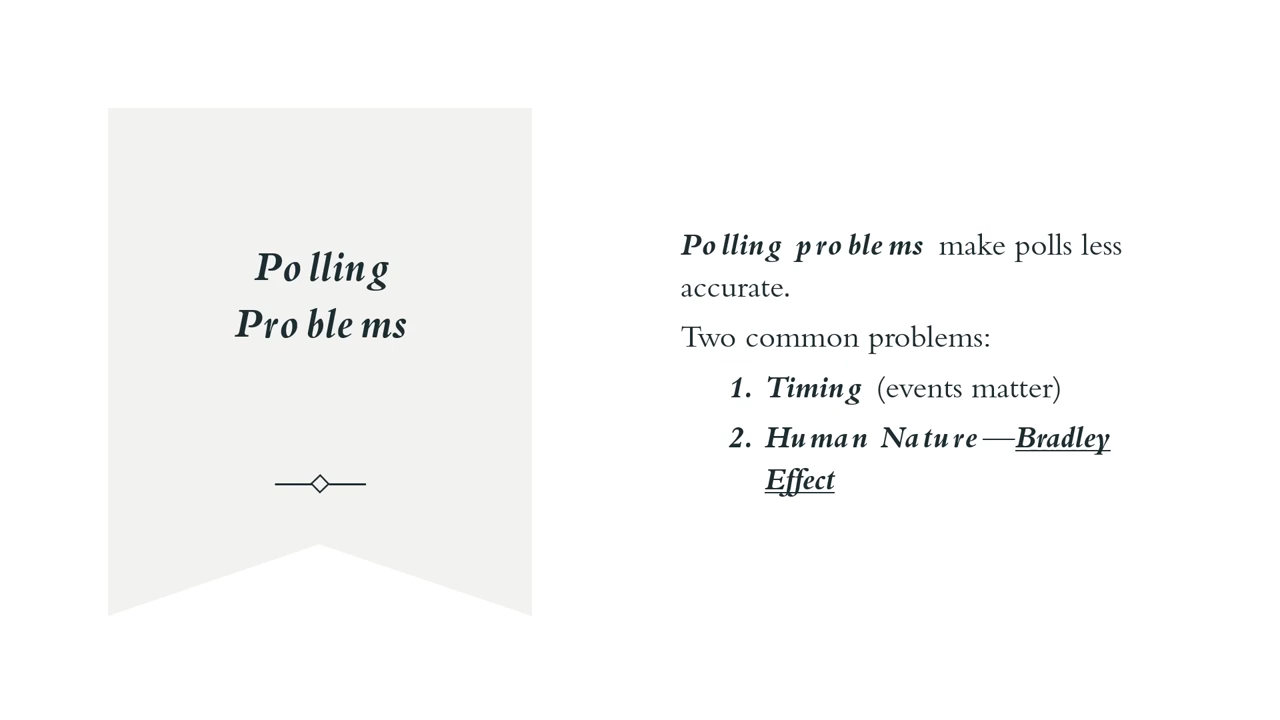 Polling
Problems
Polling problems make polls less
accurate.
Two common problems:
1. Timing (events matter)
2. Human Nature—Bradley
Effect